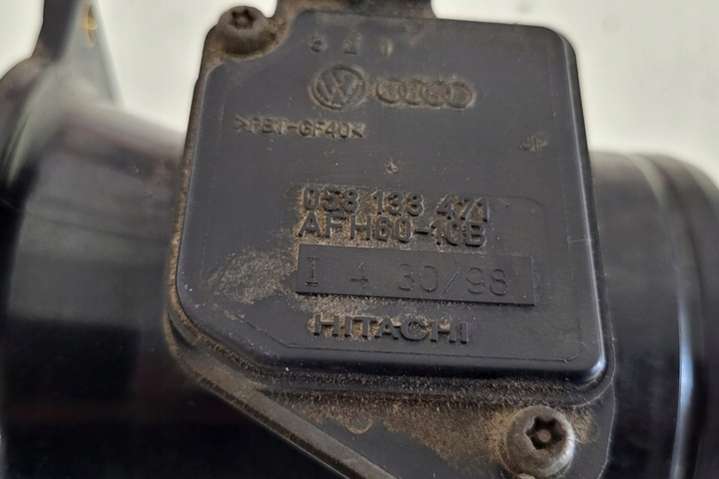 >PBT-GF40<
058 133 471
AFH60-10B
1 4 30/98
HITACHI